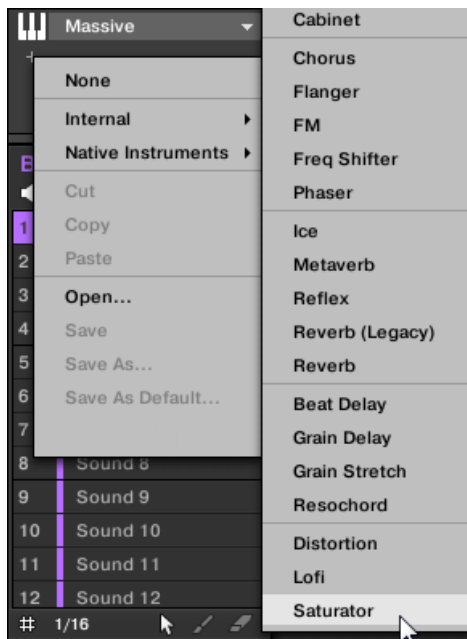 Massive
None
Internal
Native Instruments
Cut
Copy
Paste
Open...
Save
Save As...
Save As Default...
1
2
3
4
5
6
7
8 Sound 8
9 Sound 9
10 Sound 10
11 Sound 11
12 Sound 12
1/16
Cabinet
Chorus
Flanger
FM
Freq Shifter
Phaser
Ice
Metaverb
Reflex
Reverb (Legacy)
Reverb
Beat Delay
Grain Delay
Grain Stretch
Resochord
Distortion
Lofi
Saturator